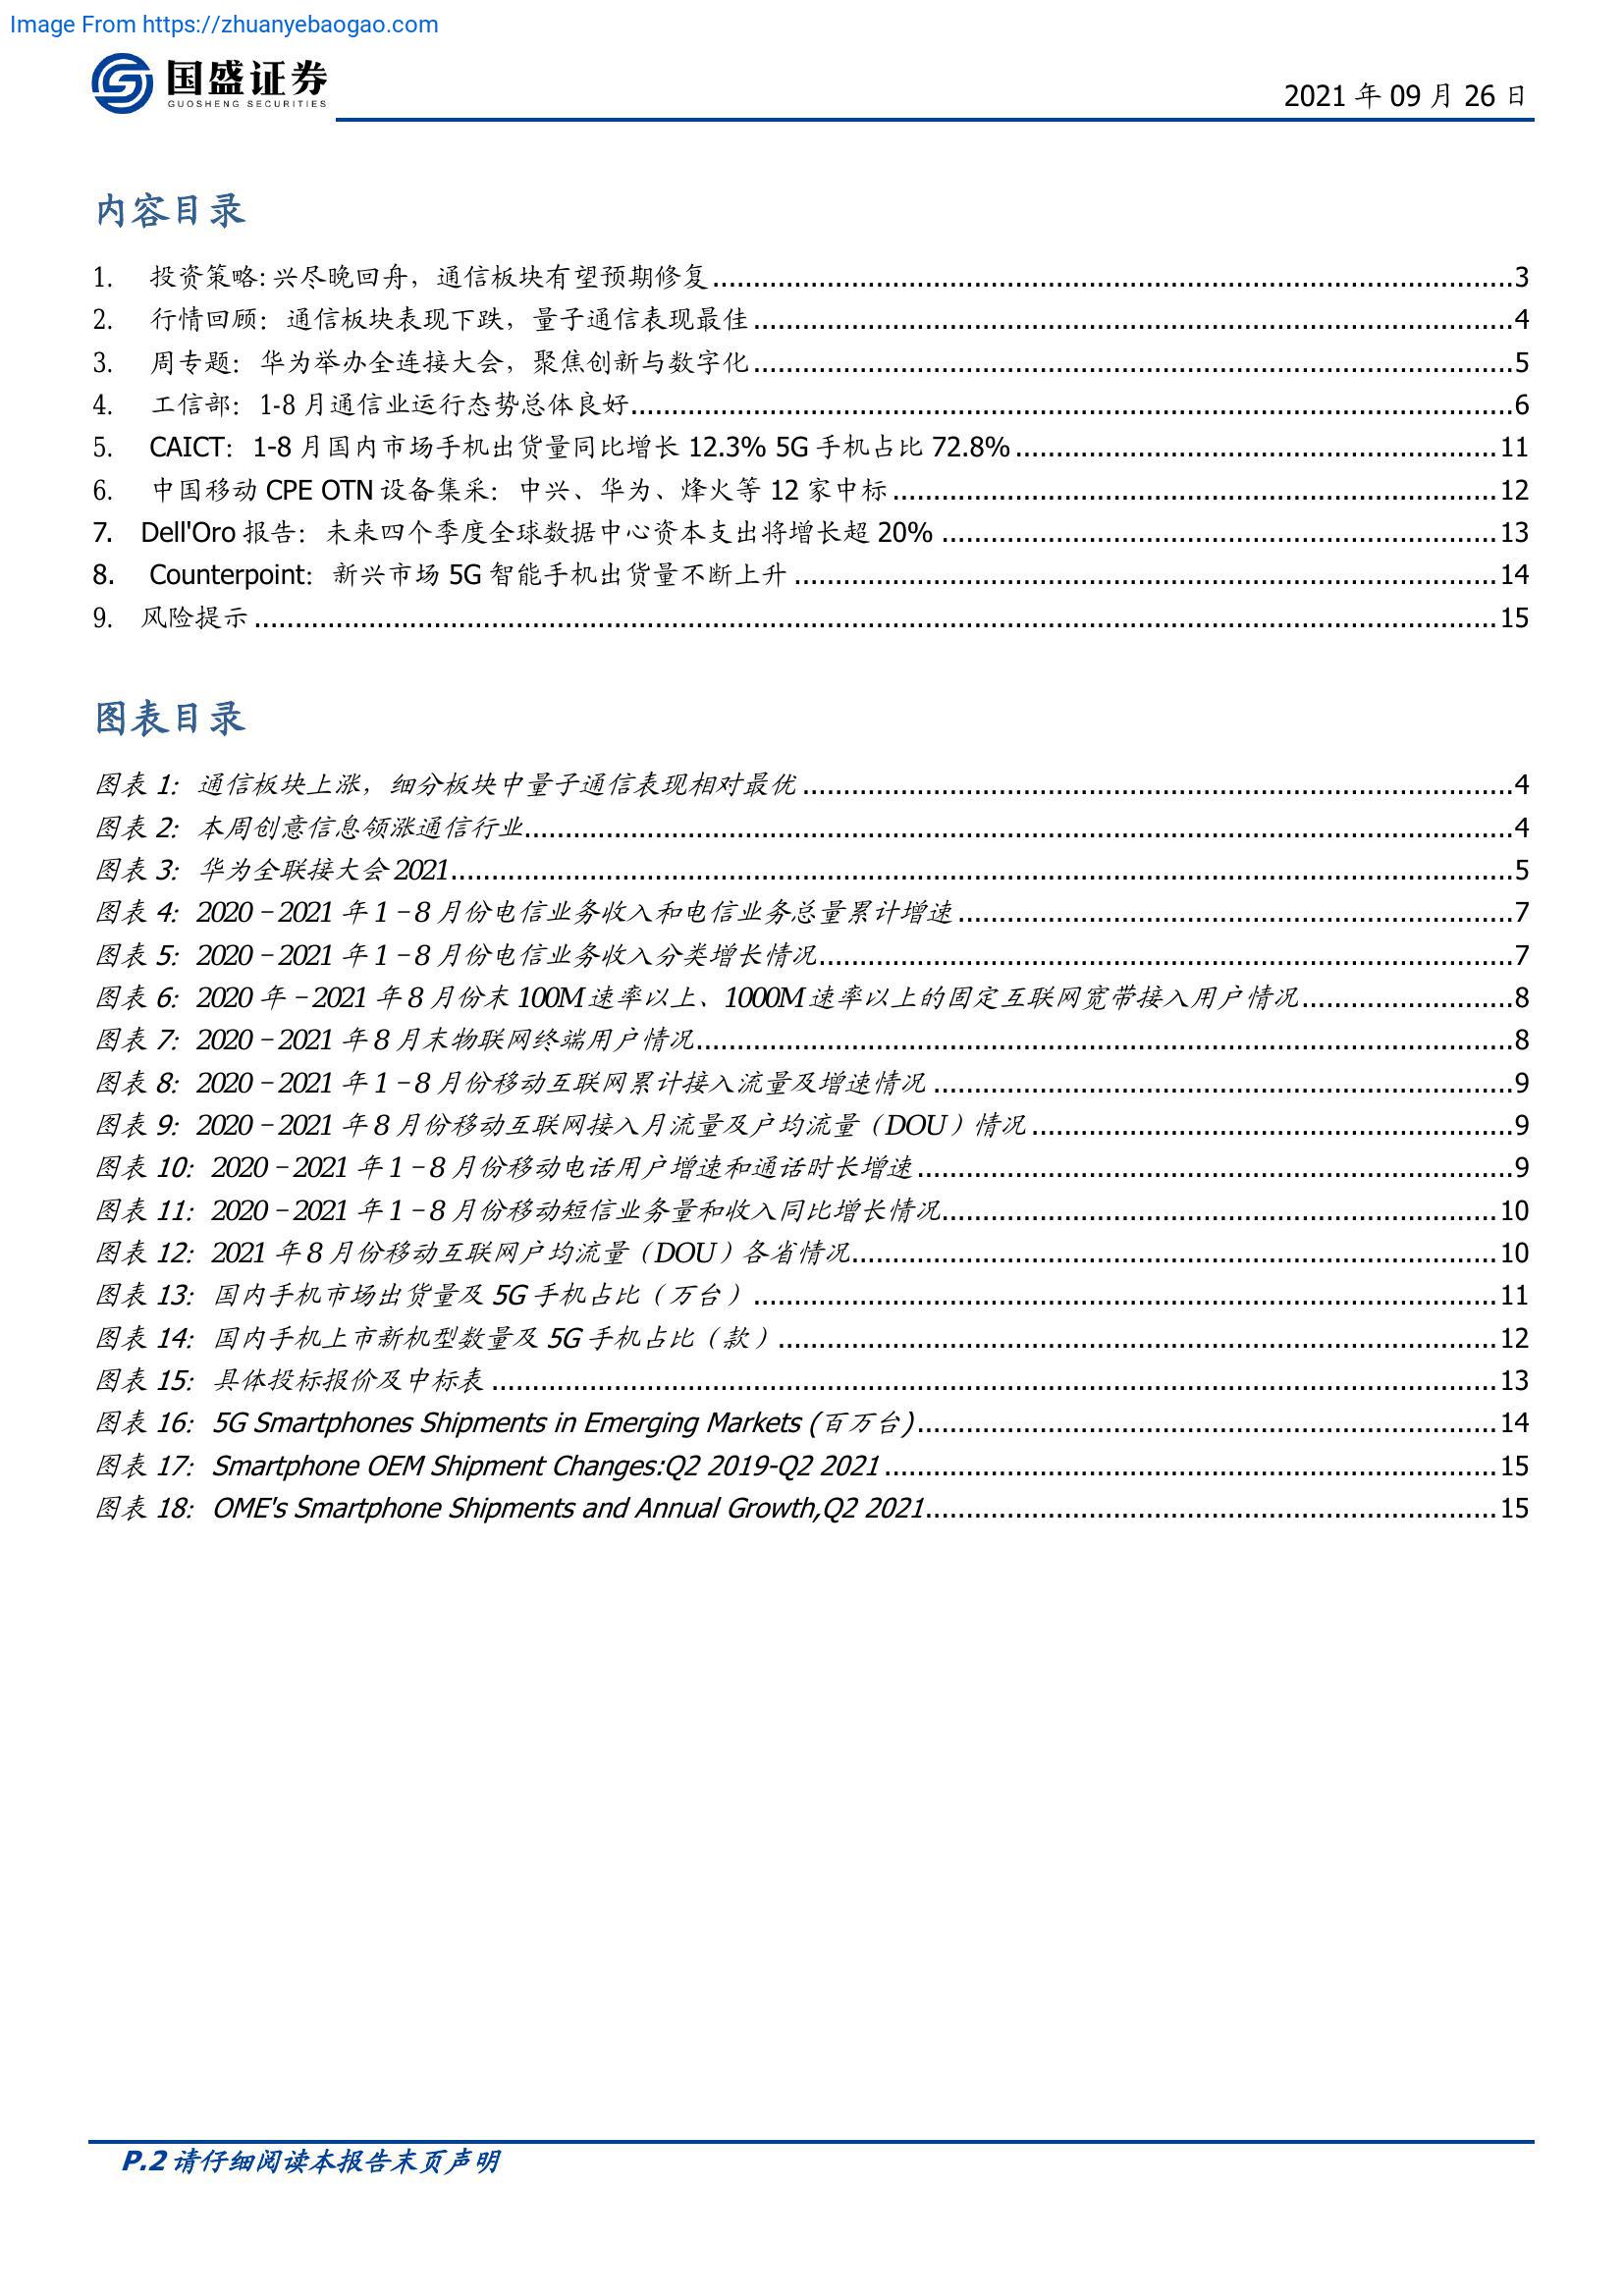 Image From https://zhuanyebaogao.com
国盛证券
GUOSHENG SECURITIES
2021 年 09 月 26 日
内容目录
1. 投资策略: 兴尽晚回舟，通信板块有望预期修复 3
2. 行情回顾：通信板块表现下跌，量子通信表现最佳 4
3. 周专题：华为举办全连接大会，聚焦创新与数字化 5
4. 工信部：1-8 月通信业运行态势总体良好 6
5. CAICT：1-8 月国内市场手机出货量同比增长 12.3% 5G 手机占比 72.8% 11
6. 中国移动 CPE OTN 设备集采：中兴、华为、烽火等 12 家中标 12
7. Dell'Oro 报告：未来四个季度全球数据中心资本支出将增长超 20% 13
8. Counterpoint：新兴市场 5G 智能手机出货量不断上升 14
9. 风险提示 15
图表目录
图表 1：通信板块上涨，细分板块中量子通信表现相对最优 4
图表 2：本周创意信息领涨通信行业 4
图表 3：华为全联接大会 2021 5
图表 4：2020－2021 年 1－8 月份电信业务收入和电信业务总量累计增速 7
图表 5：2020－2021 年 1－8 月份电信业务收入分类增长情况 7
图表 6：2020 年－2021 年 8 月份末 100M 速率以上、1000M 速率以上的固定互联网宽带接入用户情况 8
图表 7：2020－2021 年 8 月末物联网终端用户情况 8
图表 8：2020－2021 年 1－8 月份移动互联网累计接入流量及增速情况 9
图表 9：2020－2021 年 8 月份移动互联网接入月流量及户均流量（DOU）情况 9
图表 10：2020－2021 年 1－8 月份移动电话用户增速和通话时长增速 9
图表 11：2020－2021 年 1－8 月份移动短信业务量和收入同比增长情况 10
图表 12：2021 年 8 月份移动互联网户均流量（DOU）各省情况 10
图表 13：国内手机市场出货量及 5G 手机占比（万台） 11
图表 14：国内手机上市新机型数量及 5G 手机占比（款） 12
图表 15：具体投标报价及中标表 13
图表 16：5G Smartphones Shipments in Emerging Markets (百万台) 14
图表 17：Smartphone OEM Shipment Changes:Q2 2019-Q2 2021 15
图表 18：OME's Smartphone Shipments and Annual Growth,Q2 2021 15
P.2 请仔细阅读本报告末页声明